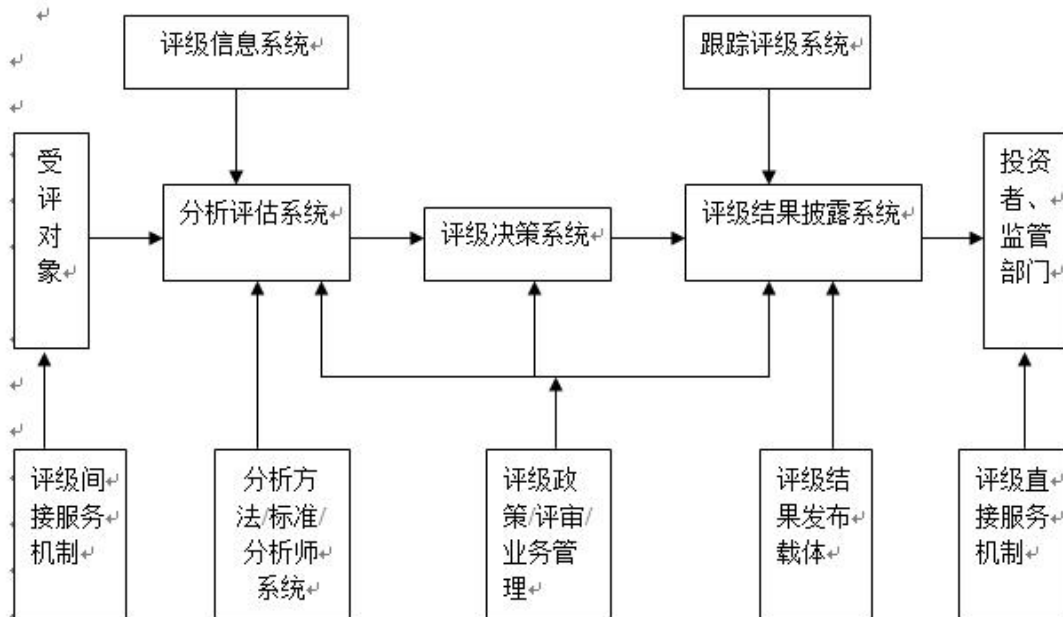 评级信息系统
跟踪评级系统
受
评
对
象
分析评估系统
评级决策系统
评级结果披露系统
投资
者、
监管
部门
评级间
接服务
机制
分析方
法/标准/
分析师
系统
评级政
策/评审/
业务管
理
评级结
果发布
载体
评级直
接服务
机制